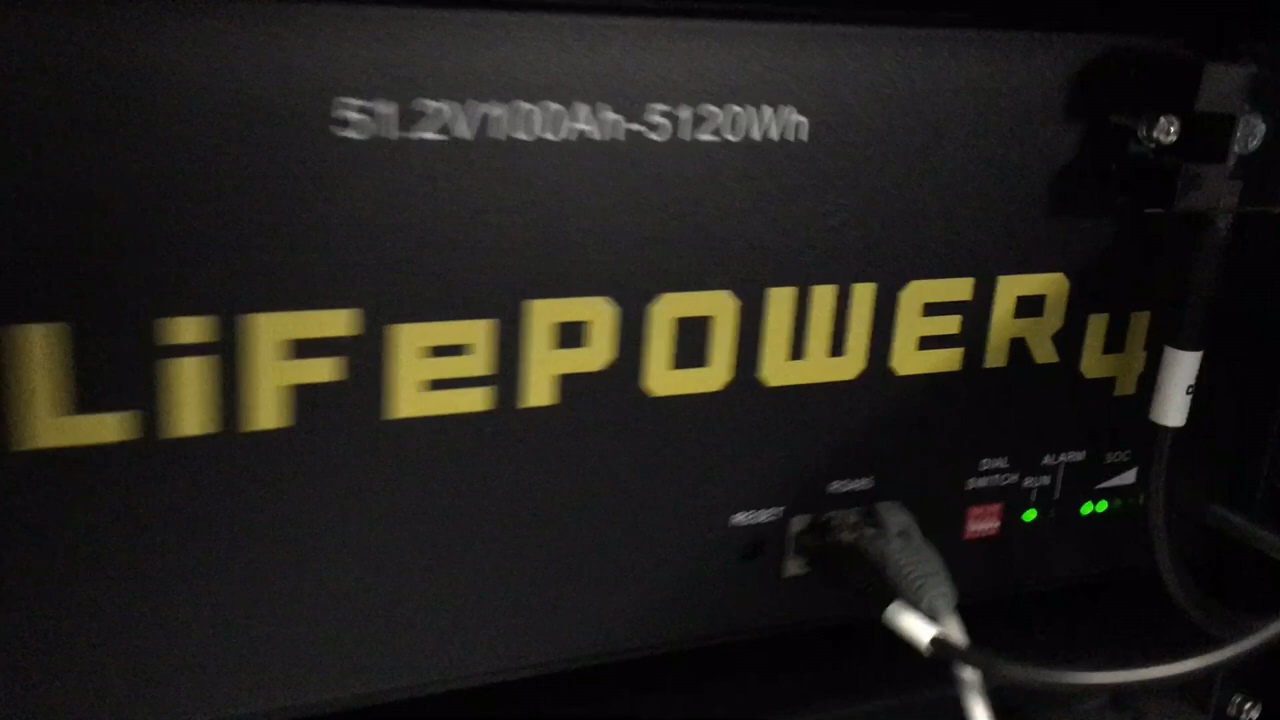 51.2V100Ah-5120Wh
LiFePOWER4
DIAL
SWITCH
RUN
ALARM
SOC
RS485
RESET